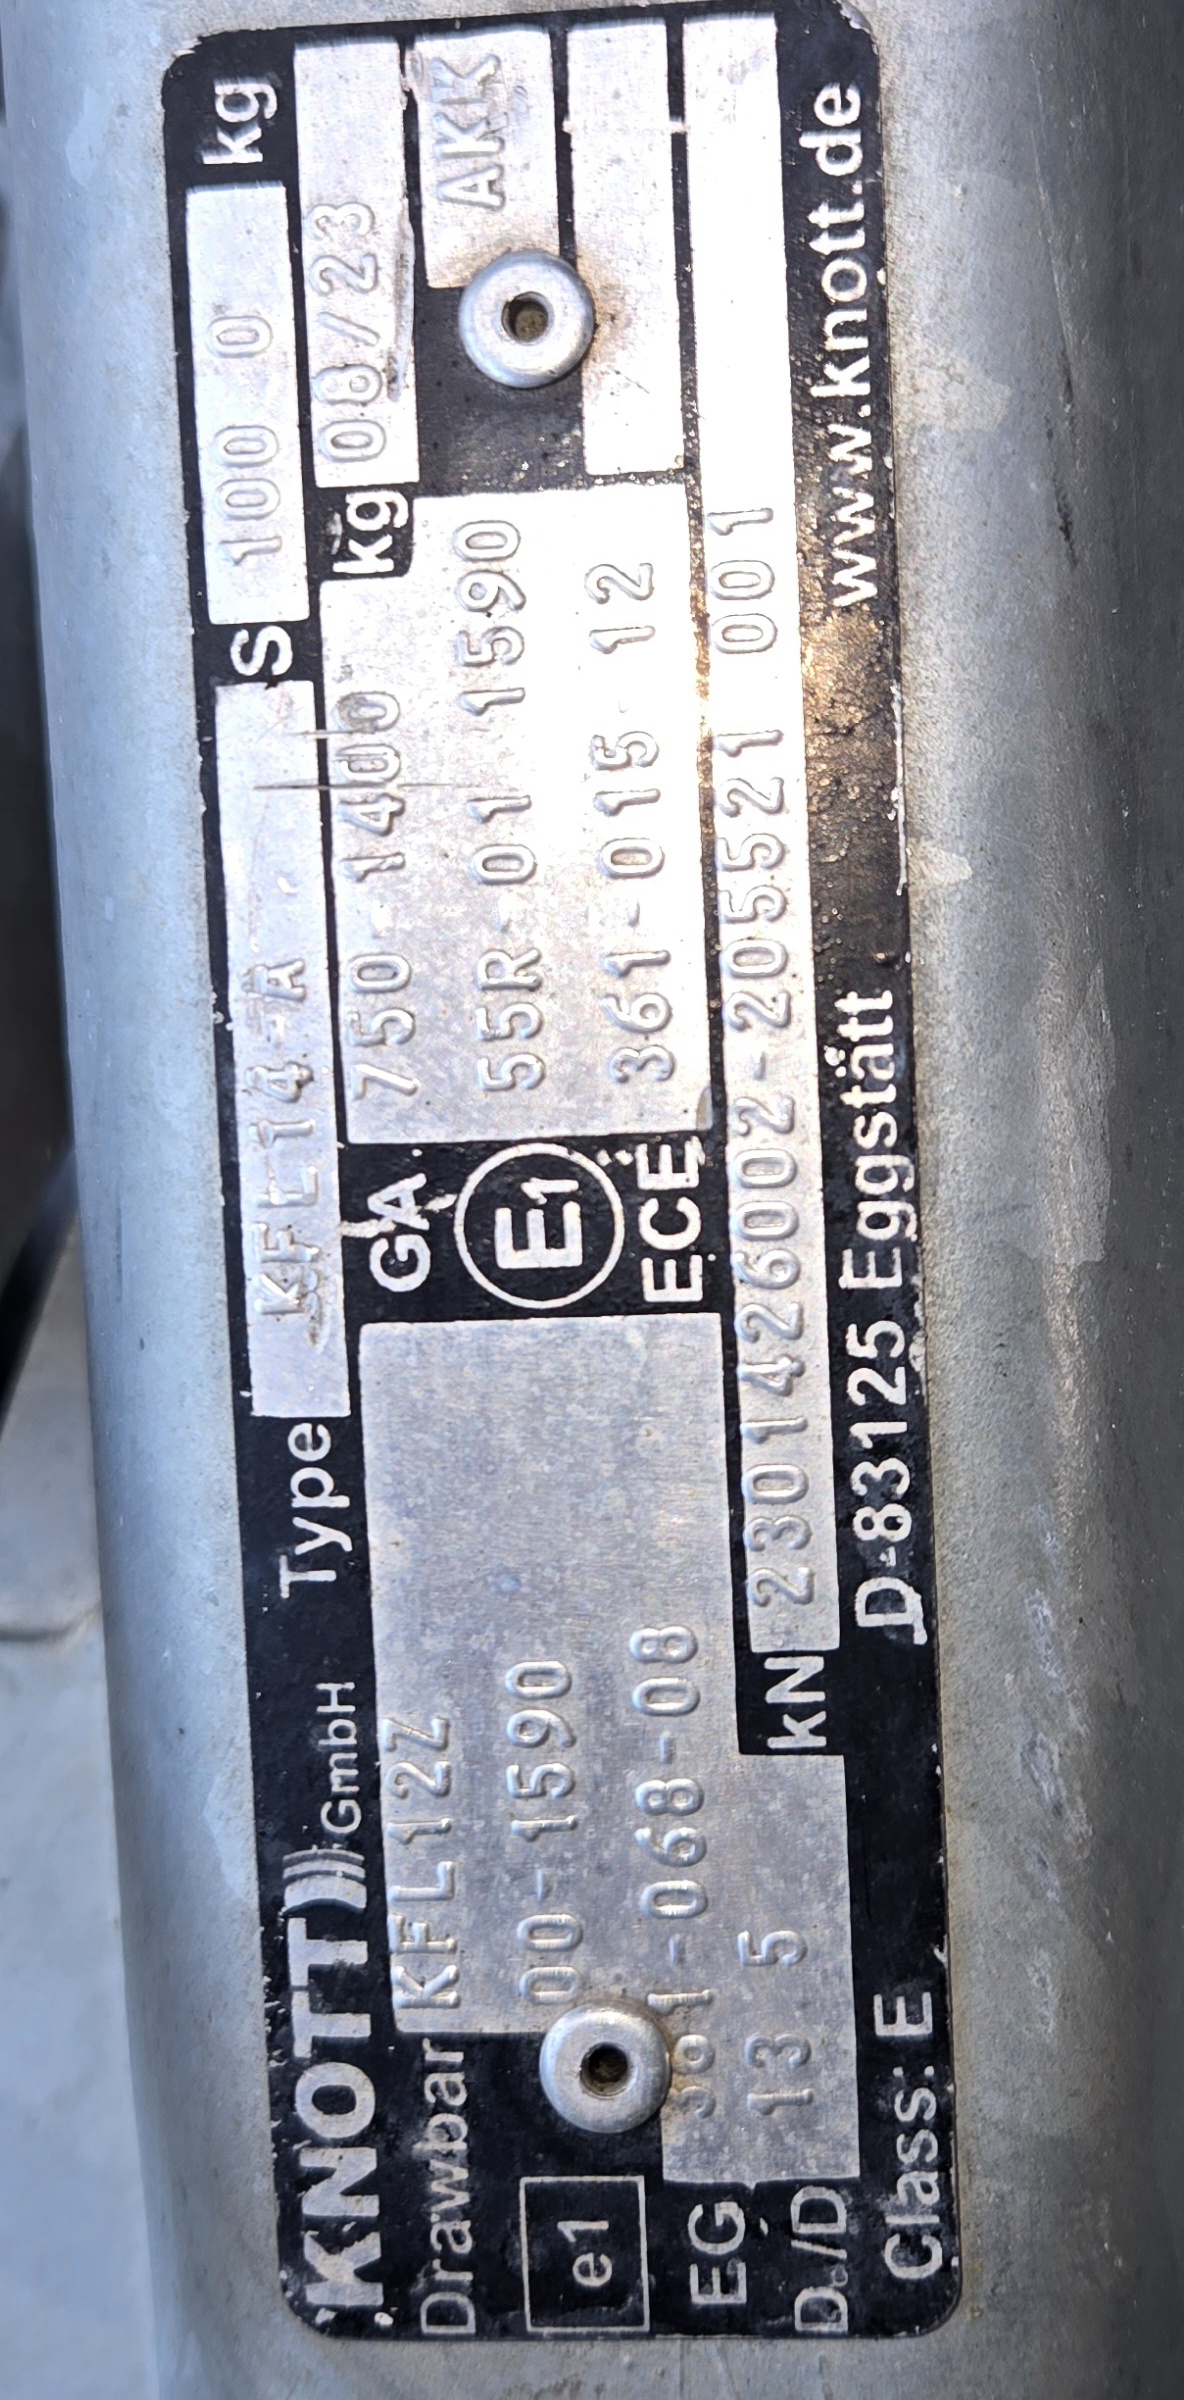 KNOTT GmbH Type KFL14-A S 100 0 kg
Drawbar KFL12Z GA 750-1400 kg 08/23
e1 00-1590 E1 55R-01 1590 AKK
EG 361-068-08 ECE 361-015-12
D./D 13 5 kN 2301426002-205521 001
Class: E D-83125 Eggstätt www.knott.de